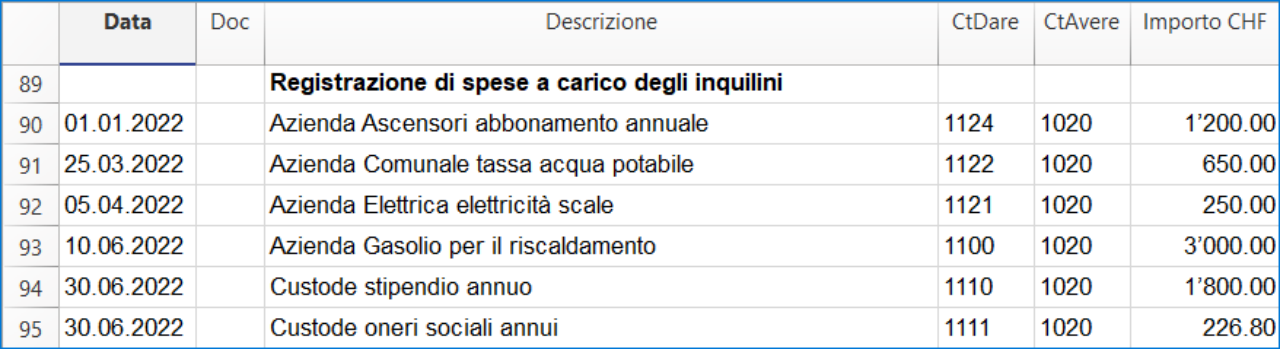 Data Doc Descrizione CtDare CtAvere Importo CHF
89 Registrazione di spese a carico degli inquilini
90 01.01.2022 Azienda Ascensori abbonamento annuale 1124 1020 1’200.00
91 25.03.2022 Azienda Comunale tassa acqua potabile 1122 1020 650.00
92 05.04.2022 Azienda Elettrica elettricità scale 1121 1020 250.00
93 10.06.2022 Azienda Gasolio per il riscaldamento 1100 1020 3’000.00
94 30.06.2022 Custode stipendio annuo 1110 1020 1’800.00
95 30.06.2022 Custode oneri sociali annui 1111 1020 226.80